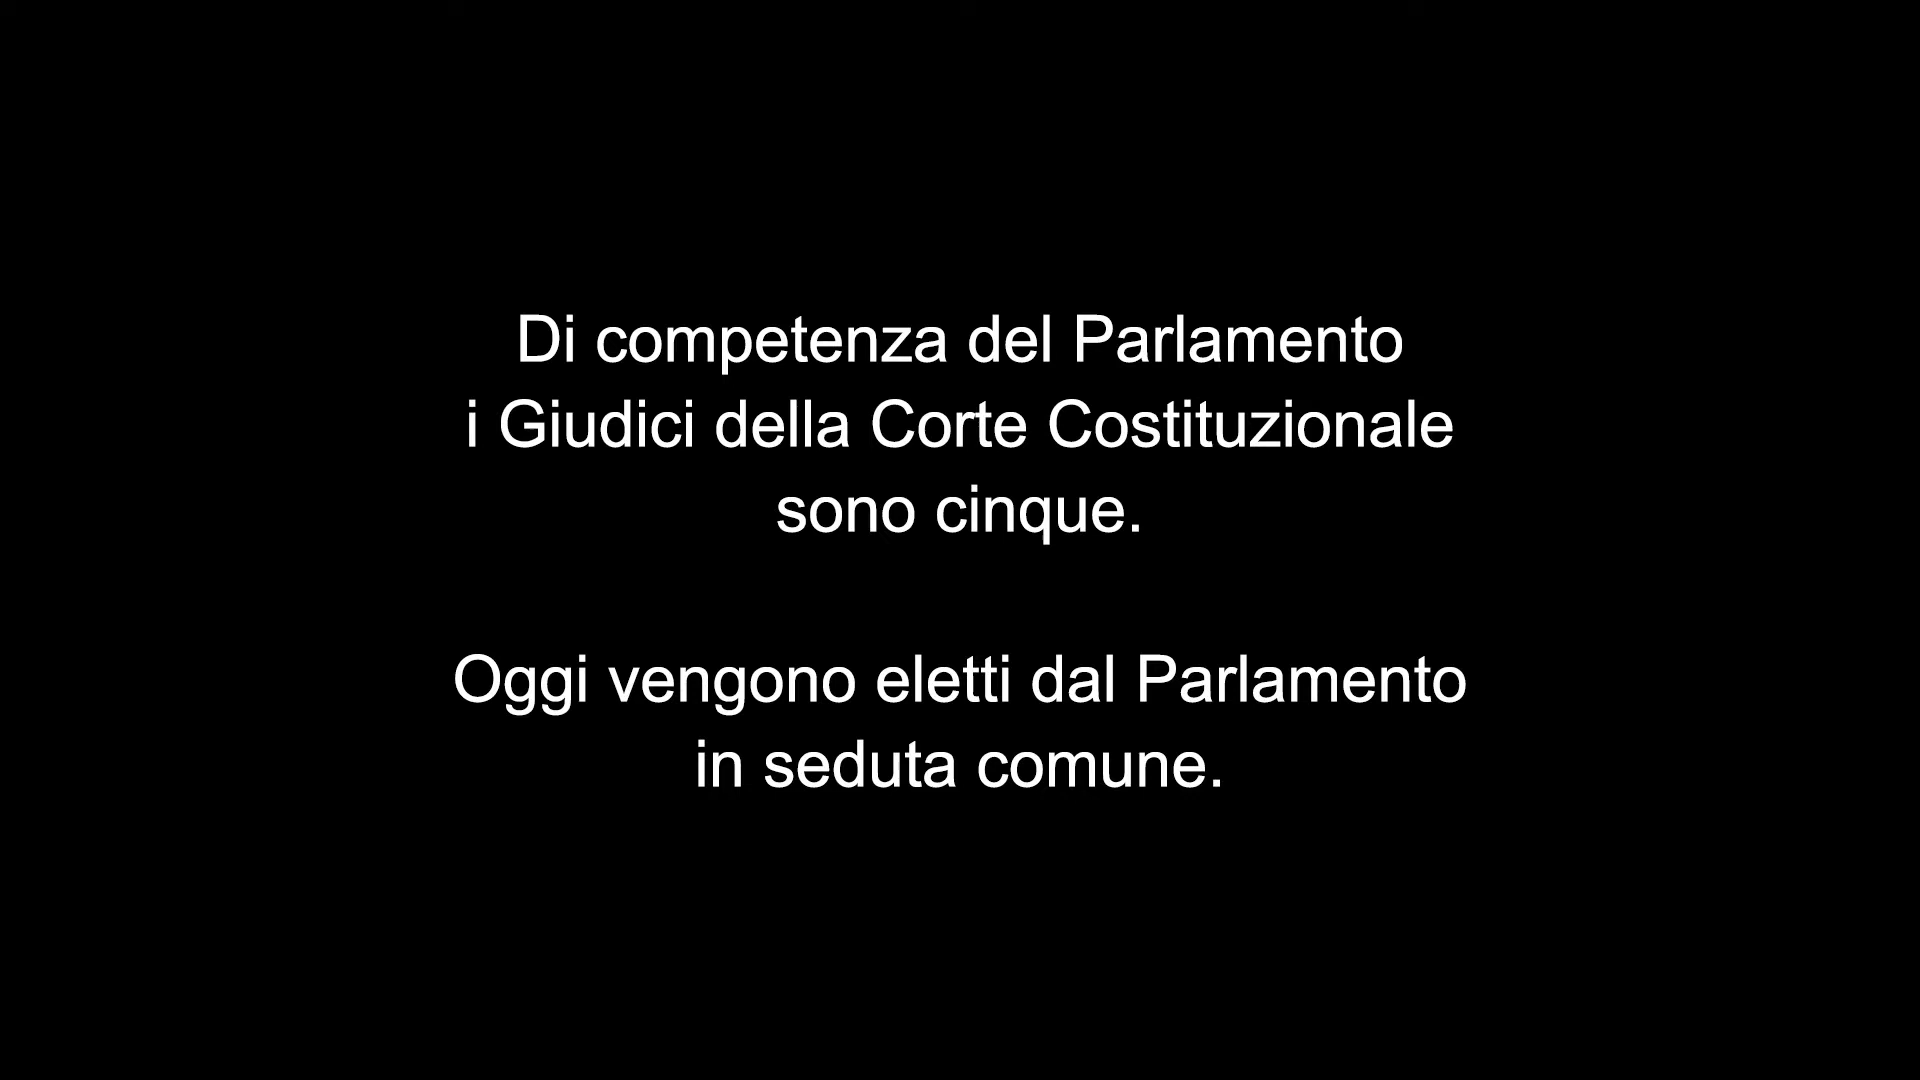 Di competenza del Parlamento
i Giudici della Corte Costituzionale
sono cinque.
Oggi vengono eletti dal Parlamento
in seduta comune.